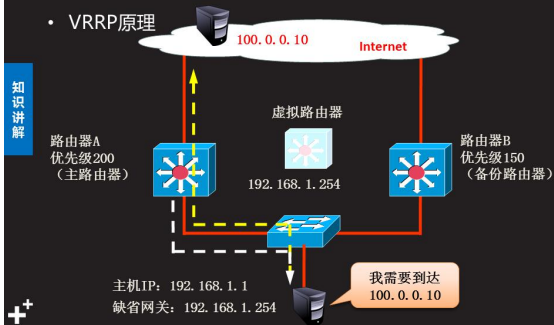 • VRRP原理
100.0.0.10
Internet
知识讲解
虚拟路由器
192.168.1.254
路由器A
优先级200
（主路由器）
路由器B
优先级150
（备份路由器）
主机IP：192.168.1.1
缺省网关：192.168.1.254
我需要到达
100.0.0.10